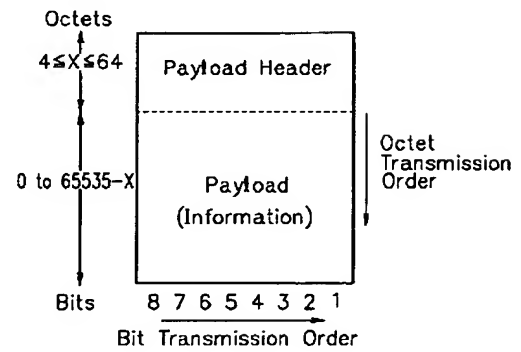 Octets
4≤X≤64
Payload Header
0 to 65535-X
Payload
(Information)
Octet
Transmission
Order
Bits
8 7 6 5 4 3 2 1
Bit Transmission Order